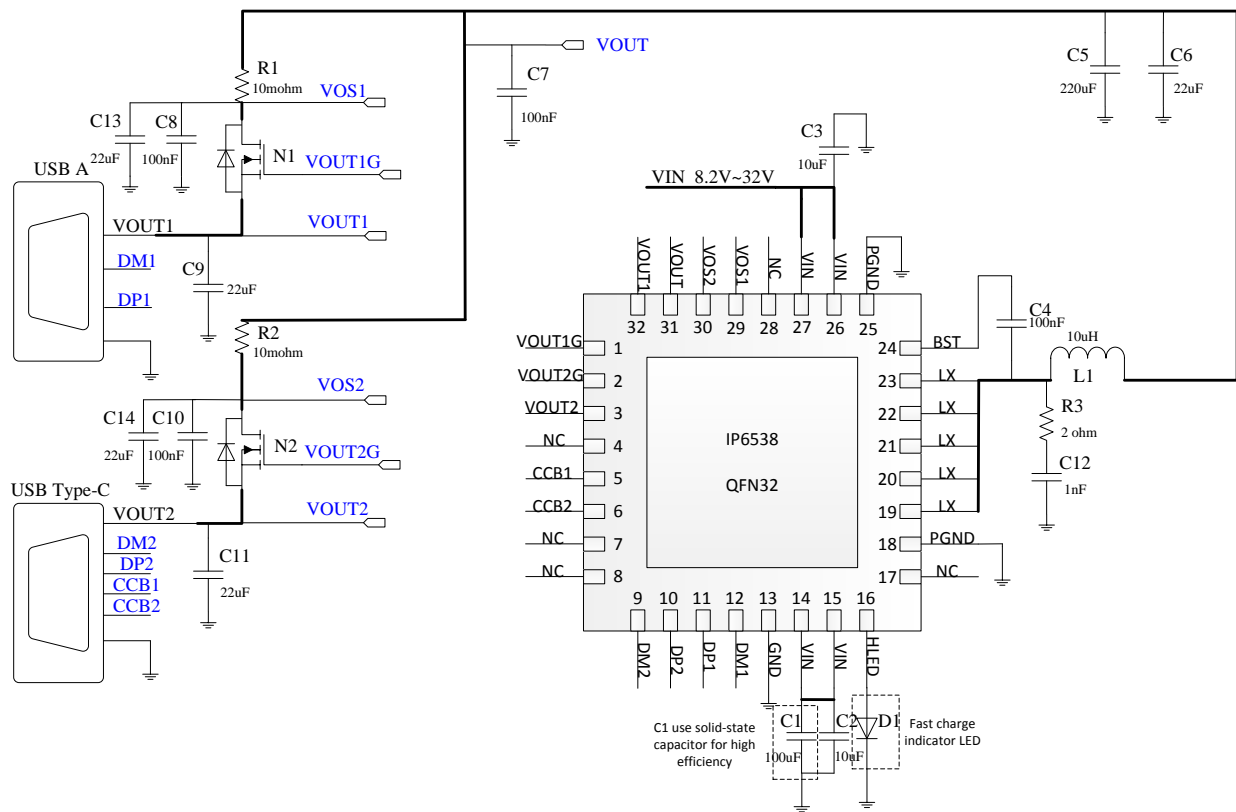 R1
10mohm
VOS1
C13
22uF
C8
100nF
N1
VOUT1G
USB A
VOUT1
VOUT1
DM1
DP1
C9
22uF
R2
10mohm
VOS2
C14
22uF
C10
100nF
N2
VOUT2G
USB Type-C
VOUT2
VOUT2
DM2
DP2
CCB1
CCB2
C11
22uF
VOUT
C7
100nF
C5
220uF
C6
22uF
C3
10uF
VIN 8.2V~32V
VOUT1
VOUT
VOS2
VOS1
NC
VIN
VIN
PGND
32
31
30
29
28
27
26
25
VOUT1G
1
VOUT2G
2
VOUT2
3
NC
4
CCB1
5
CCB2
6
NC
7
NC
8
IP6538
QFN32
24
BST
23
LX
22
LX
21
LX
20
LX
19
LX
18
PGND
17
NC
C4
100nF
10uH
L1
R3
2 ohm
C12
1nF
9
10
11
12
13
14
15
16
DM2
DP2
DP1
DM1
GND
VIN
VIN
HLED
C1 use solid-state
capacitor for high
efficiency
C1
100uF
C2
10uF
D1
Fast charge
indicator LED